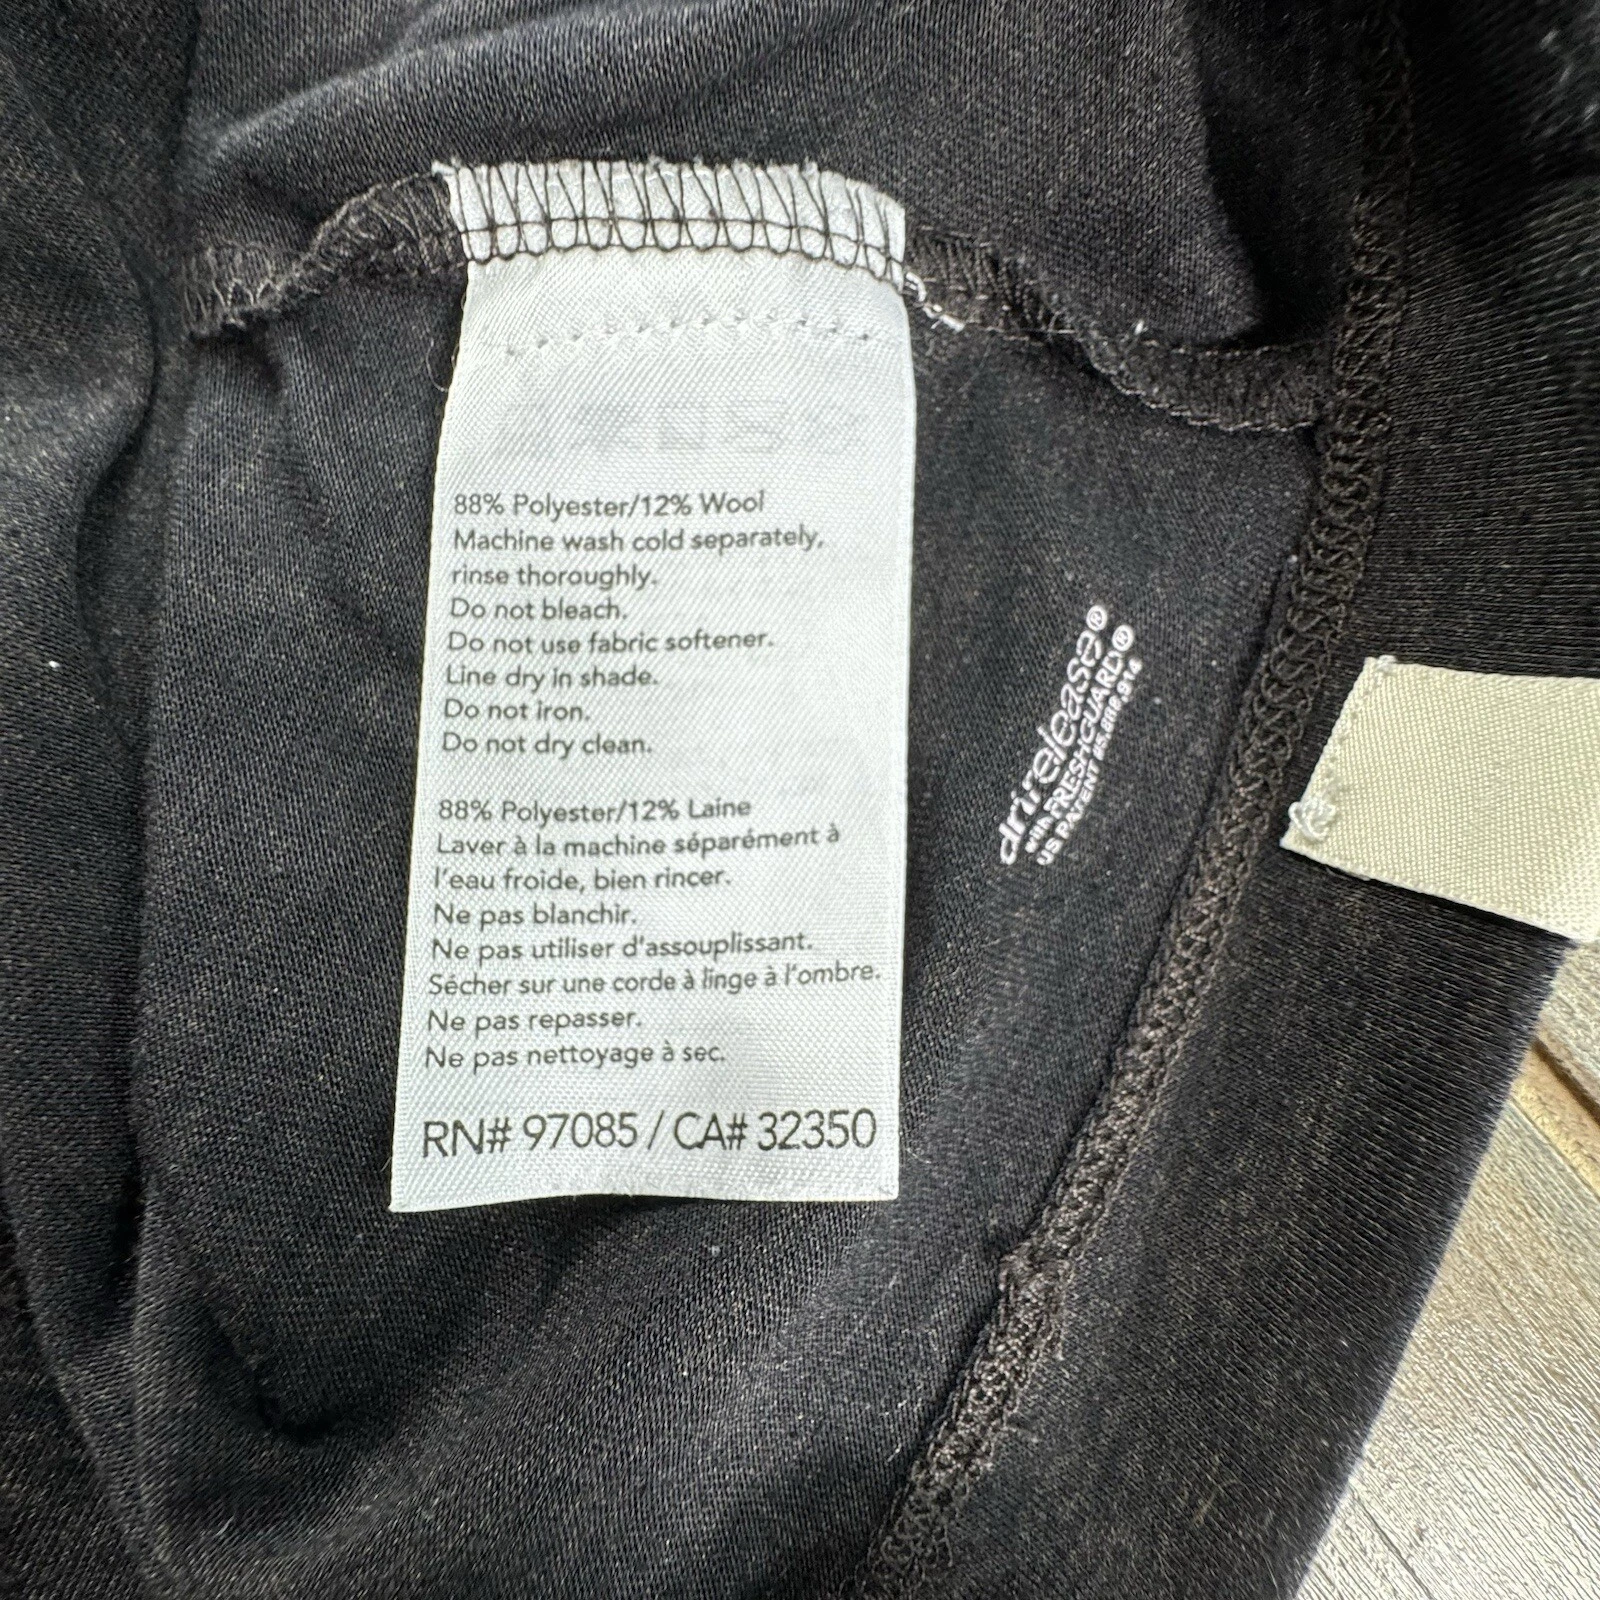 88% Polyester/12% Wool
Machine wash cold separately,
rinse thoroughly.
Do not bleach.
Do not use fabric softener.
Line dry in shade.
Do not iron.
Do not dry clean.
88% Polyester/12% Laine
Laver à la machine séparément à
l'eau froide, bien rincer.
Ne pas blanchir.
Ne pas utiliser d'assouplissant.
Sécher sur une corde à linge à l'ombre.
Ne pas repasser.
Ne pas nettoyage à sec.
RN# 97085 / CA# 32350
drirelease®
with FRESHGUARD®
US PATENT